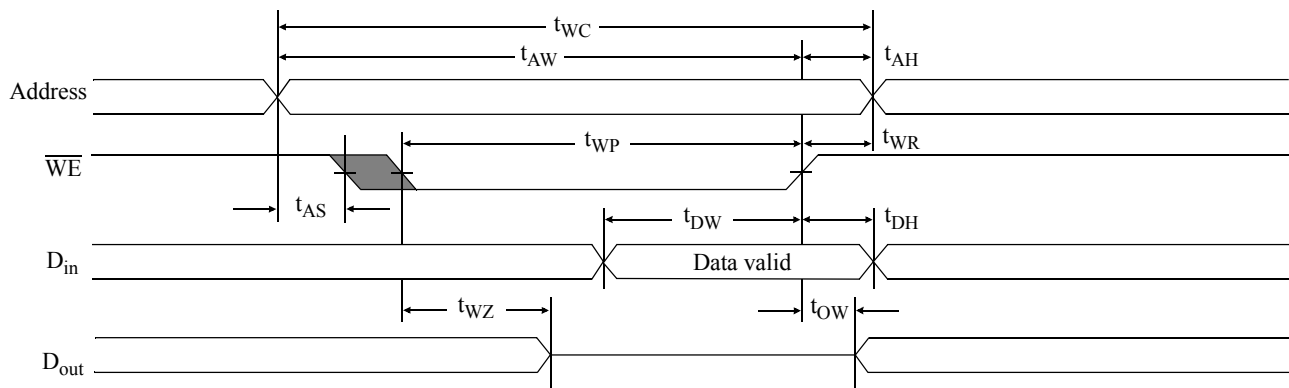 tWC
tAW
tAH
Address
tWP
tWR
WE
tAS
tDW
tDH
Din
Data valid
tWZ
tOW
Dout